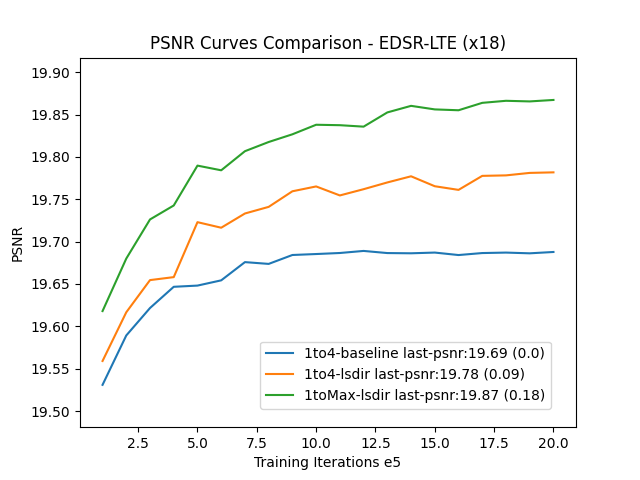 PSNR Curves Comparison - EDSR-LTE (x18)
PSNR
19.90
19.85
19.80
19.75
19.70
19.65
19.60
19.55
19.50
1to4-baseline last-psnr:19.69 (0.0)
1to4-lsdir last-psnr:19.78 (0.09)
1toMax-lsdir last-psnr:19.87 (0.18)
2.5 5.0 7.5 10.0 12.5 15.0 17.5 20.0
Training Iterations e5